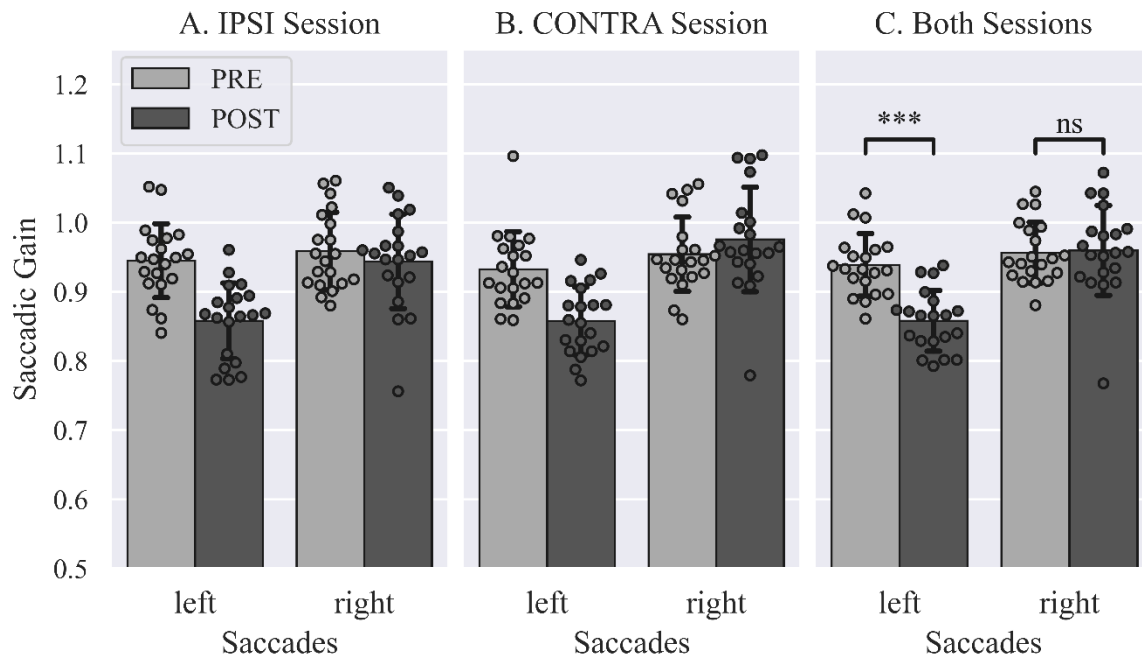 A. IPSI Session
B. CONTRA Session
C. Both Sessions
PRE
POST
Saccadic Gain
1.2
1.1
1.0
0.9
0.8
0.7
0.6
0.5
***
ns
left right
left right
left right
Saccades
Saccades
Saccades